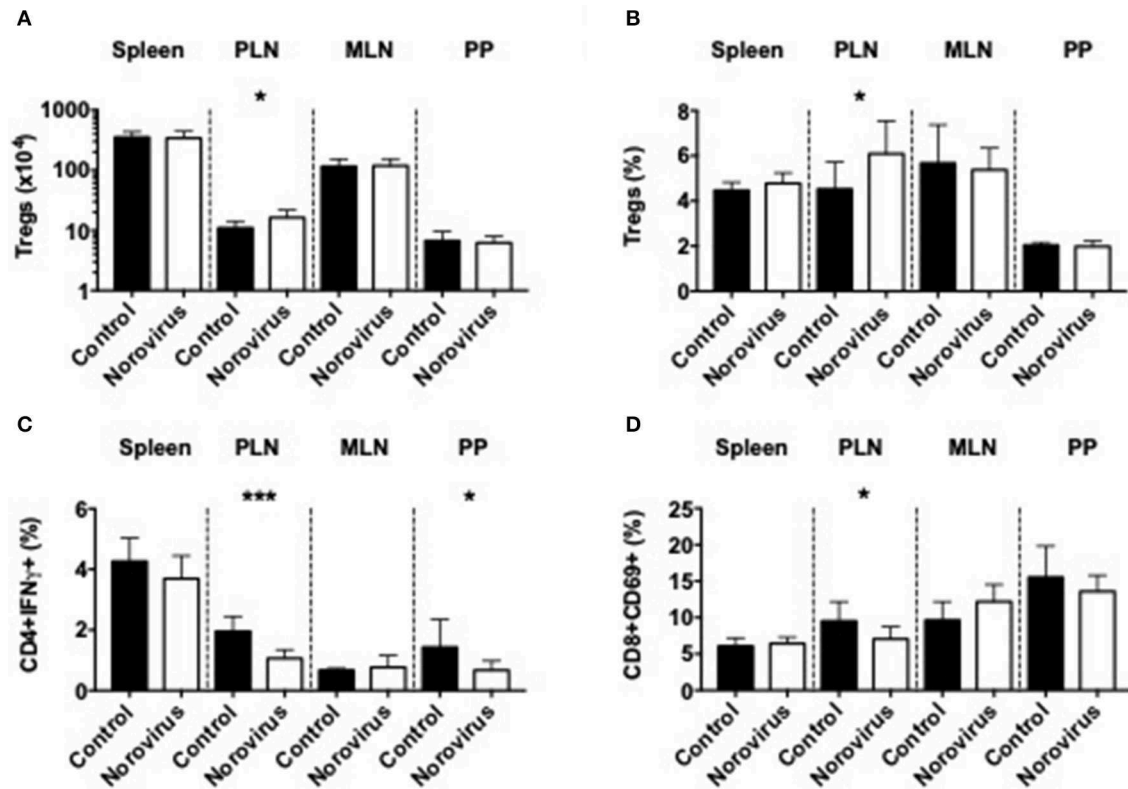 A
Spleen PLN MLN PP
*
Tregs (x10⁴)
1000
100
10
1
Control Norovirus Control Norovirus Control Norovirus Control Norovirus
B
Spleen PLN MLN PP
*
Tregs (%)
8
6
4
2
0
Control Norovirus Control Norovirus Control Norovirus Control Norovirus
C
Spleen PLN MLN PP
*** *
CD4+IFNγ+ (%)
6
4
2
0
Control Norovirus Control Norovirus Control Norovirus Control Norovirus
D
Spleen PLN MLN PP
*
CD8+CD69+ (%)
25
20
15
10
5
0
Control Norovirus Control Norovirus Control Norovirus Control Norovirus